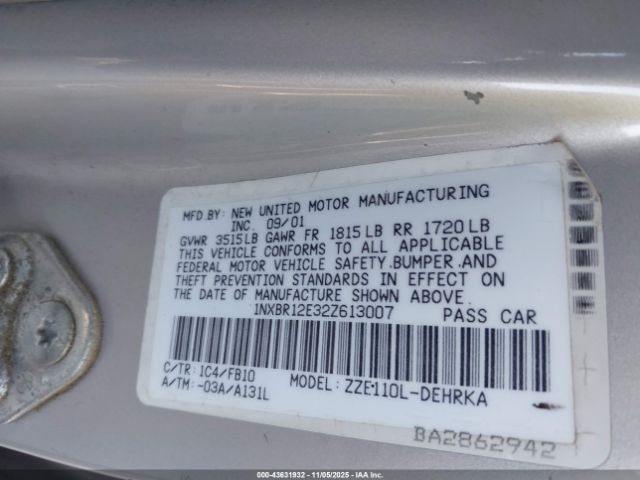 MFD.BY: NEW UNITED MOTOR MANUFACTURING
INC. 09/01
GVWR 3515LB GAWR FR 1815LB RR 1720LB
THIS VEHICLE CONFORMS TO ALL APPLICABLE
FEDERAL MOTOR VEHICLE SAFETY, BUMPER, AND
THEFT PREVENTION STANDARDS IN EFFECT ON
THE DATE OF MANUFACTURE SHOWN ABOVE.
1NXBR12E32Z613007 PASS CAR
C/TR: 1C4/FB10
A/TM: -03A/A131L
MODEL: ZZE110L-DEHRKA
BA2862942
© - 43631932 - 11/05/2025 - IAA Holdings, LLC